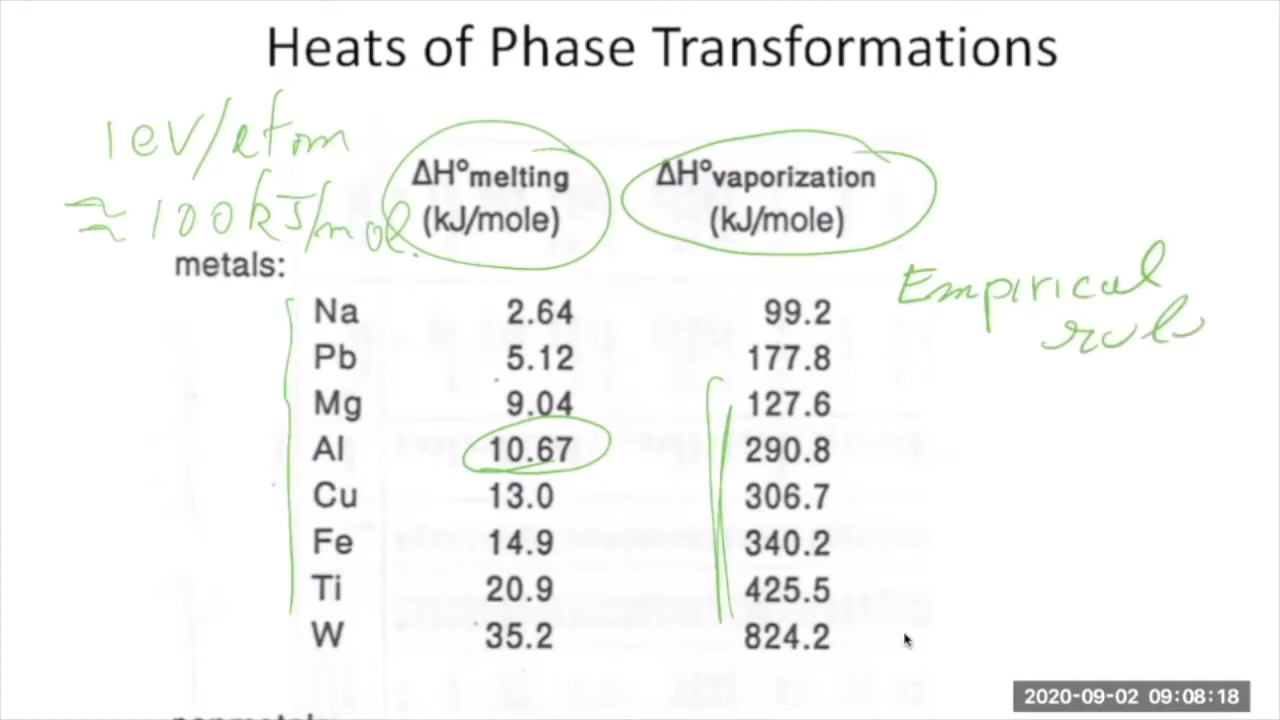 Heats of Phase Transformations
1eV/atom
≈ 100kJ/mol.
ΔH°melting ΔH°vaporization
(kJ/mole) (kJ/mole)
metals:
Empirical
rule
Na 2.64 99.2
Pb 5.12 177.8
Mg 9.04 127.6
Al 10.67 290.8
Cu 13.0 306.7
Fe 14.9 340.2
Ti 20.9 425.5
W 35.2 824.2
2020-09-02 09:08:18